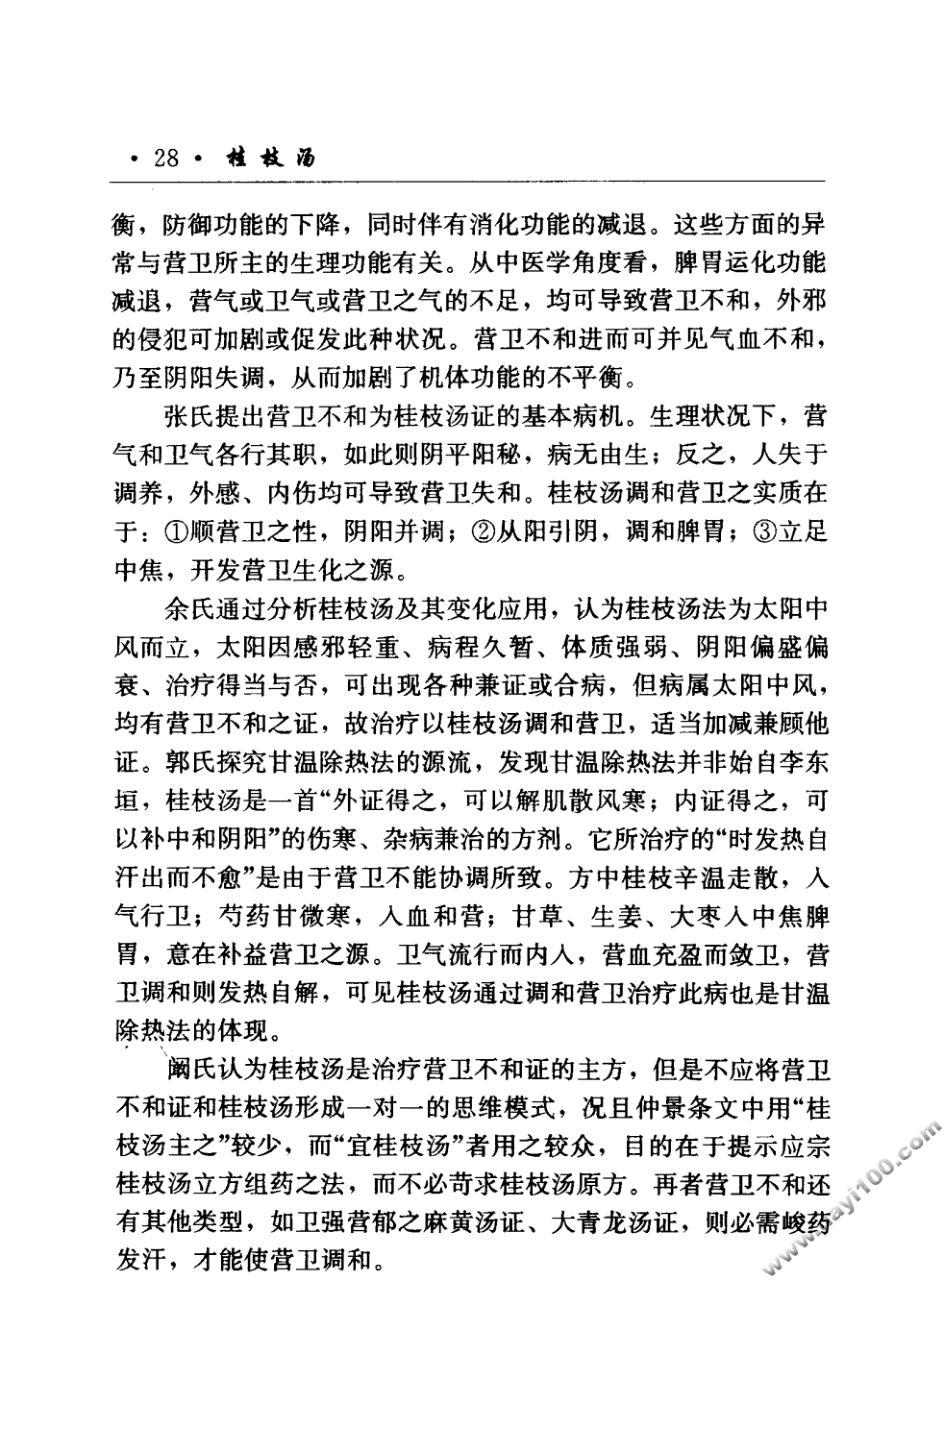 · 28 · 桂枝汤
衡，防御功能的下降，同时伴有消化功能的减退。这些方面的异
常与营卫所主的生理功能有关。从中医学角度看，脾胃运化功能
减退，营气或卫气或营卫之气的不足，均可导致营卫不和，外邪
的侵犯可加剧或促发此种状况。营卫不和进而可并见气血不和，
乃至阴阳失调，从而加剧了机体功能的不平衡。
张氏提出营卫不和为桂枝汤证的基本病机。生理状况下，营
气和卫气各行其职，如此则阴平阳秘，病无由生；反之，人失于
调养，外感、内伤均可导致营卫失和。桂枝汤调和营卫之实质在
于：①顺营卫之性，阴阳并调；②从阳引阴，调和脾胃；③立足
中焦，开发营卫生化之源。
余氏通过分析桂枝汤及其变化应用，认为桂枝汤法为太阳中
风而立，太阳因感邪轻重、病程久暂、体质强弱、阴阳偏盛偏
衰、治疗得当与否，可出现各种兼证或合病，但病属太阳中风，
均有营卫不和之证，故治疗以桂枝汤调和营卫，适当加减兼顾他
证。郭氏探究甘温除热法的源流，发现甘温除热法并非始自李东
垣，桂枝汤是一首“外证得之，可以解肌散风寒；内证得之，可
以补中和阴阳”的伤寒、杂病兼治的方剂。它所治疗的“时发热自
汗出而不愈”是由于营卫不能协调所致。方中桂枝辛温走散，入
气行卫；芍药甘微寒，入血和营；甘草、生姜、大枣入中焦脾
胃，意在补益营卫之源。卫气流行而内入，营血充盈而敛卫，营
卫调和则发热自解，可见桂枝汤通过调和营卫治疗此病也是甘温
除热法的体现。
阚氏认为桂枝汤是治疗营卫不和证的主方，但是不应将营卫
不和证和桂枝汤形成一对一的思维模式，况且仲景条文中用“桂
枝汤主之”较少，而“宜桂枝汤”者用之较众，目的在于提示应宗
桂枝汤立方组药之法，而不必苛求桂枝汤原方。再者营卫不和还
有其他类型，如卫强营郁之麻黄汤证、大青龙汤证，则必需峻药
发汗，才能使营卫调和。